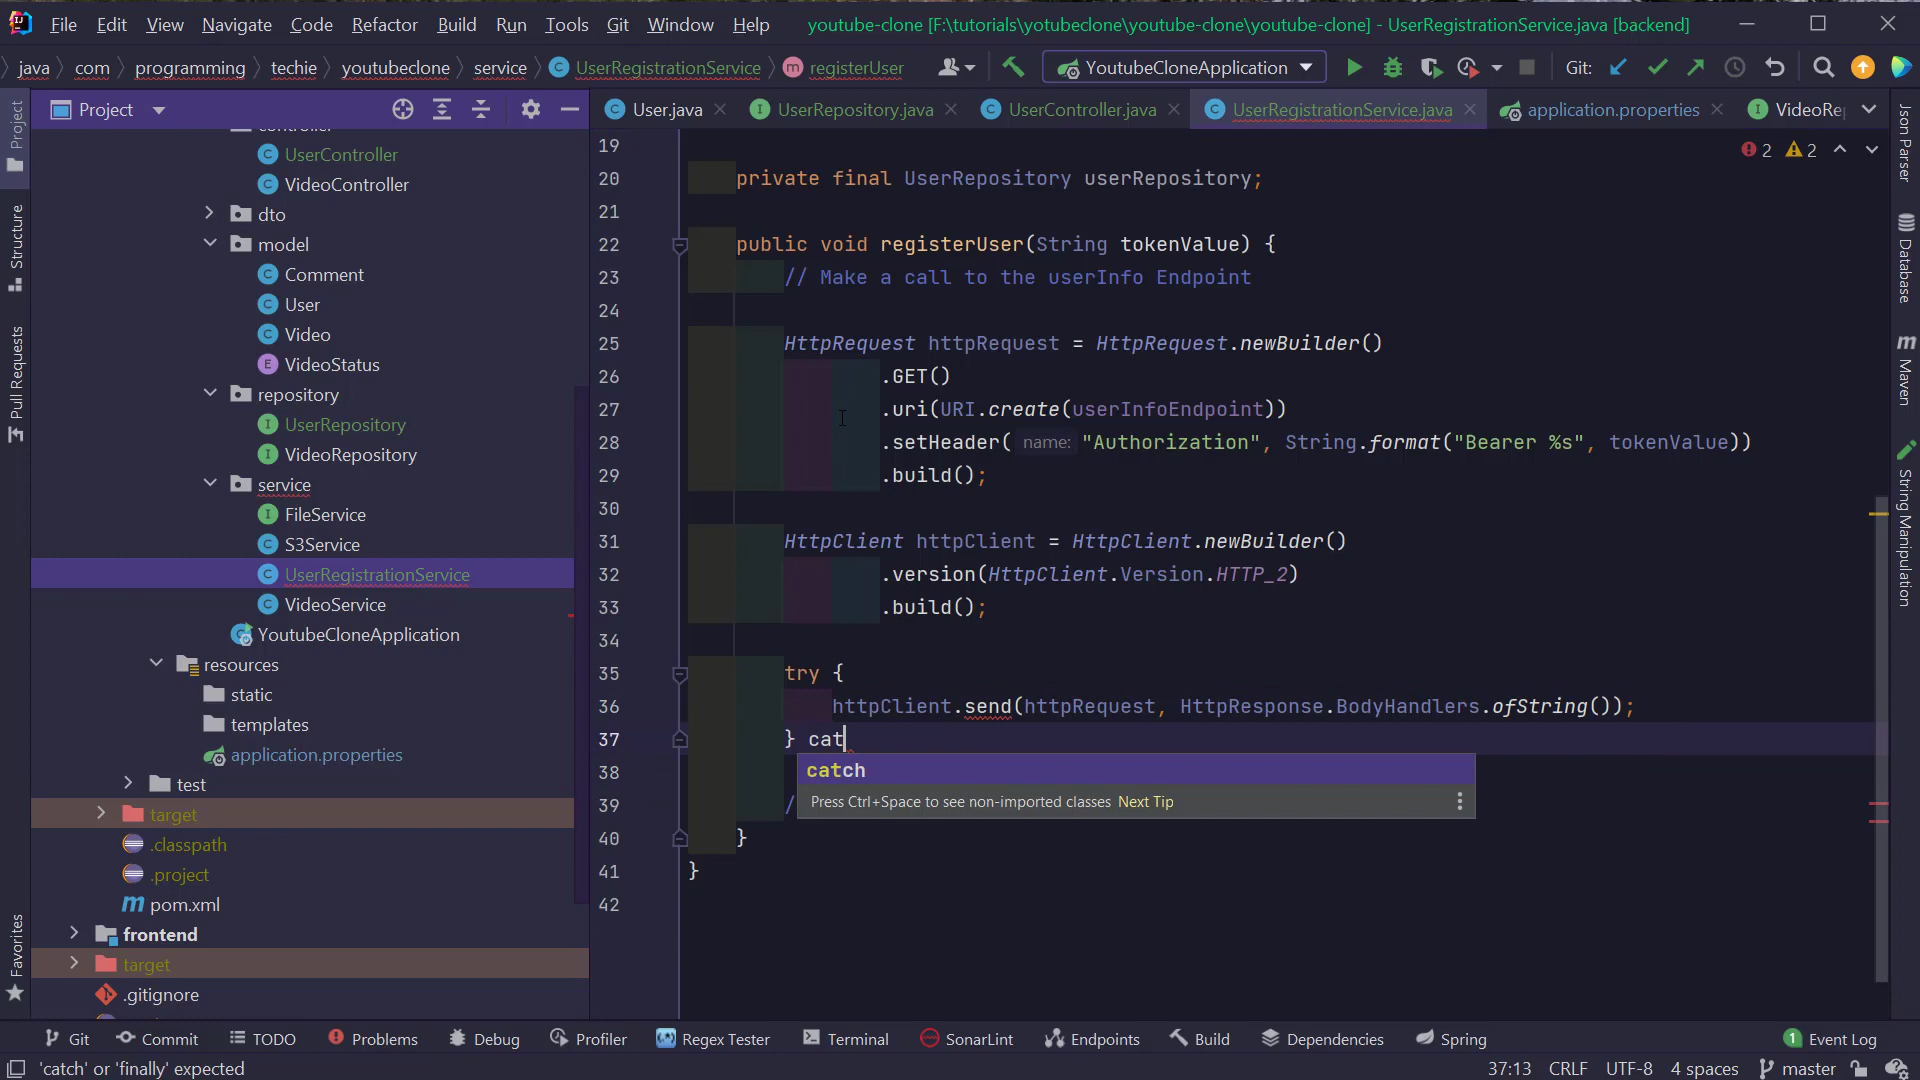 File Edit View Navigate Code Refactor Build Run Tools Git Window Help youtube-clone [F:\tutorials\yotubeclone\youtube-clone\youtube-clone] - UserRegistrationService.java [backend]
java com programming techie youtubeclone service UserRegistrationService registerUser YoutubeCloneApplication Git:
Project User.java UserRepository.java UserController.java UserRegistrationService.java application.properties VideoRe
Project
Structure
Pull Requests
Favorites
UserController
VideoController
dto
model
Comment
User
Video
VideoStatus
repository
UserRepository
VideoRepository
service
FileService
S3Service
UserRegistrationService
VideoService
YoutubeCloneApplication
resources
static
templates
application.properties
test
target
.classpath
.project
pom.xml
frontend
target
.gitignore
2 2
19
20 private final UserRepository userRepository;
21
22 public void registerUser(String tokenValue) {
23 // Make a call to the userInfo Endpoint
24
25 HttpRequest httpRequest = HttpRequest.newBuilder()
26 .GET()
27 .uri(URI.create(userInfoEndpoint))
28 .setHeader( name: "Authorization", String.format("Bearer %s", tokenValue))
29 .build();
30
31 HttpClient httpClient = HttpClient.newBuilder()
32 .version(HttpClient.Version.HTTP_2)
33 .build();
34
35 try {
36 httpClient.send(httpRequest, HttpResponse.BodyHandlers.ofString());
37 } cat
38 catch
39 / Press Ctrl+Space to see non-imported classes Next Tip
40 }
41 }
42
Json Parser
Database
Maven
String Manipulation
Git Commit TODO Problems Debug Profiler Regex Tester Terminal SonarLint Endpoints Build Dependencies Spring 1 Event Log
'catch' or 'finally' expected 37:13 CRLF UTF-8 4 spaces master